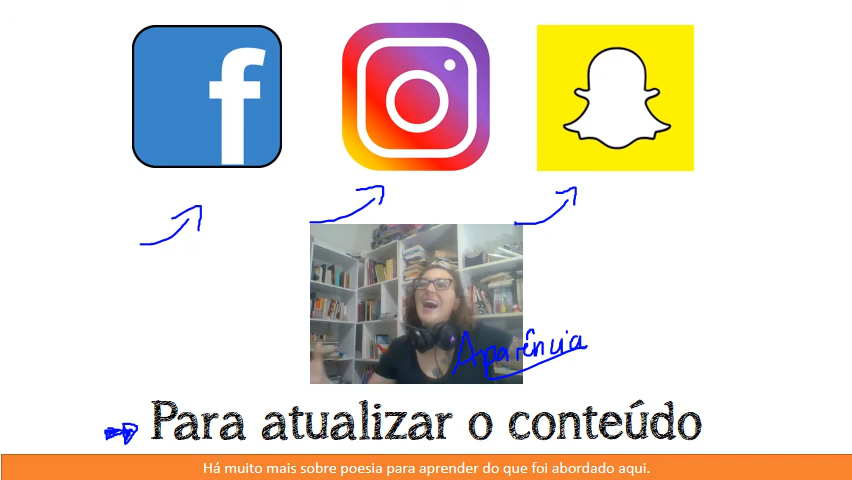 Aparência
Para atualizar o conteúdo
Há muito mais sobre poesia para aprender do que foi abordado aqui.